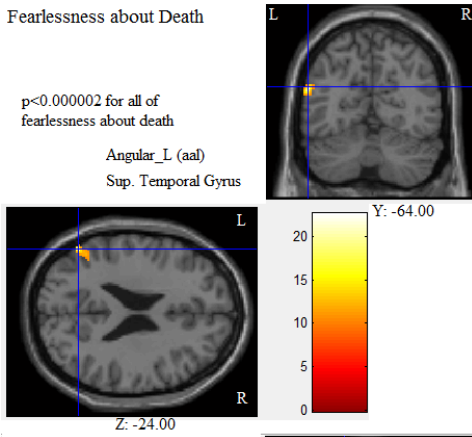 Fearlessness about Death
L
R
p<0.000002 for all of
fearlessness about death
Angular_L (aal)
Sup. Temporal Gyrus
L
R
Z: -24.00
Y: -64.00
20
15
10
5
0